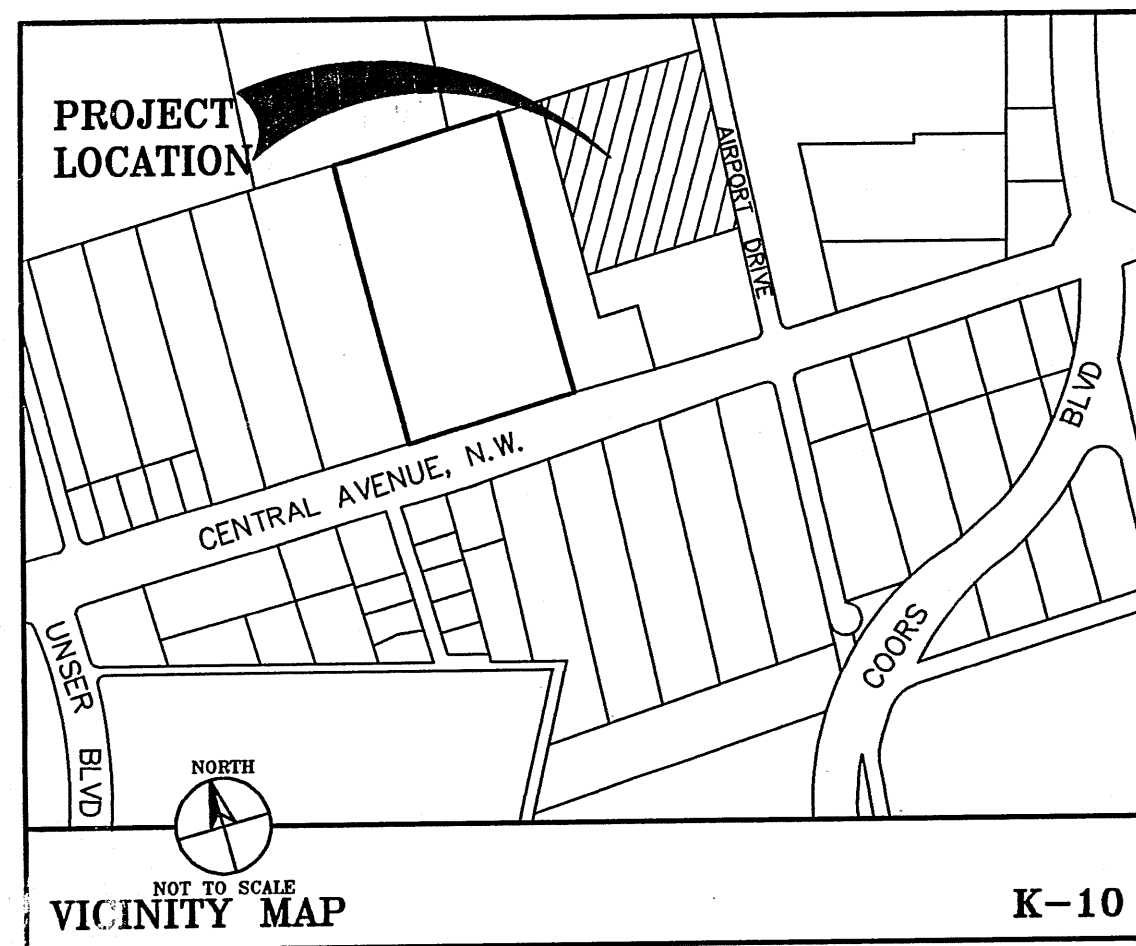 PROJECT
LOCATION
AIRPORT DRIVE
CENTRAL AVENUE, N.W.
BLVD
COORS
UNSER BLVD
NORTH
NOT TO SCALE
VICINITY MAP
K-10